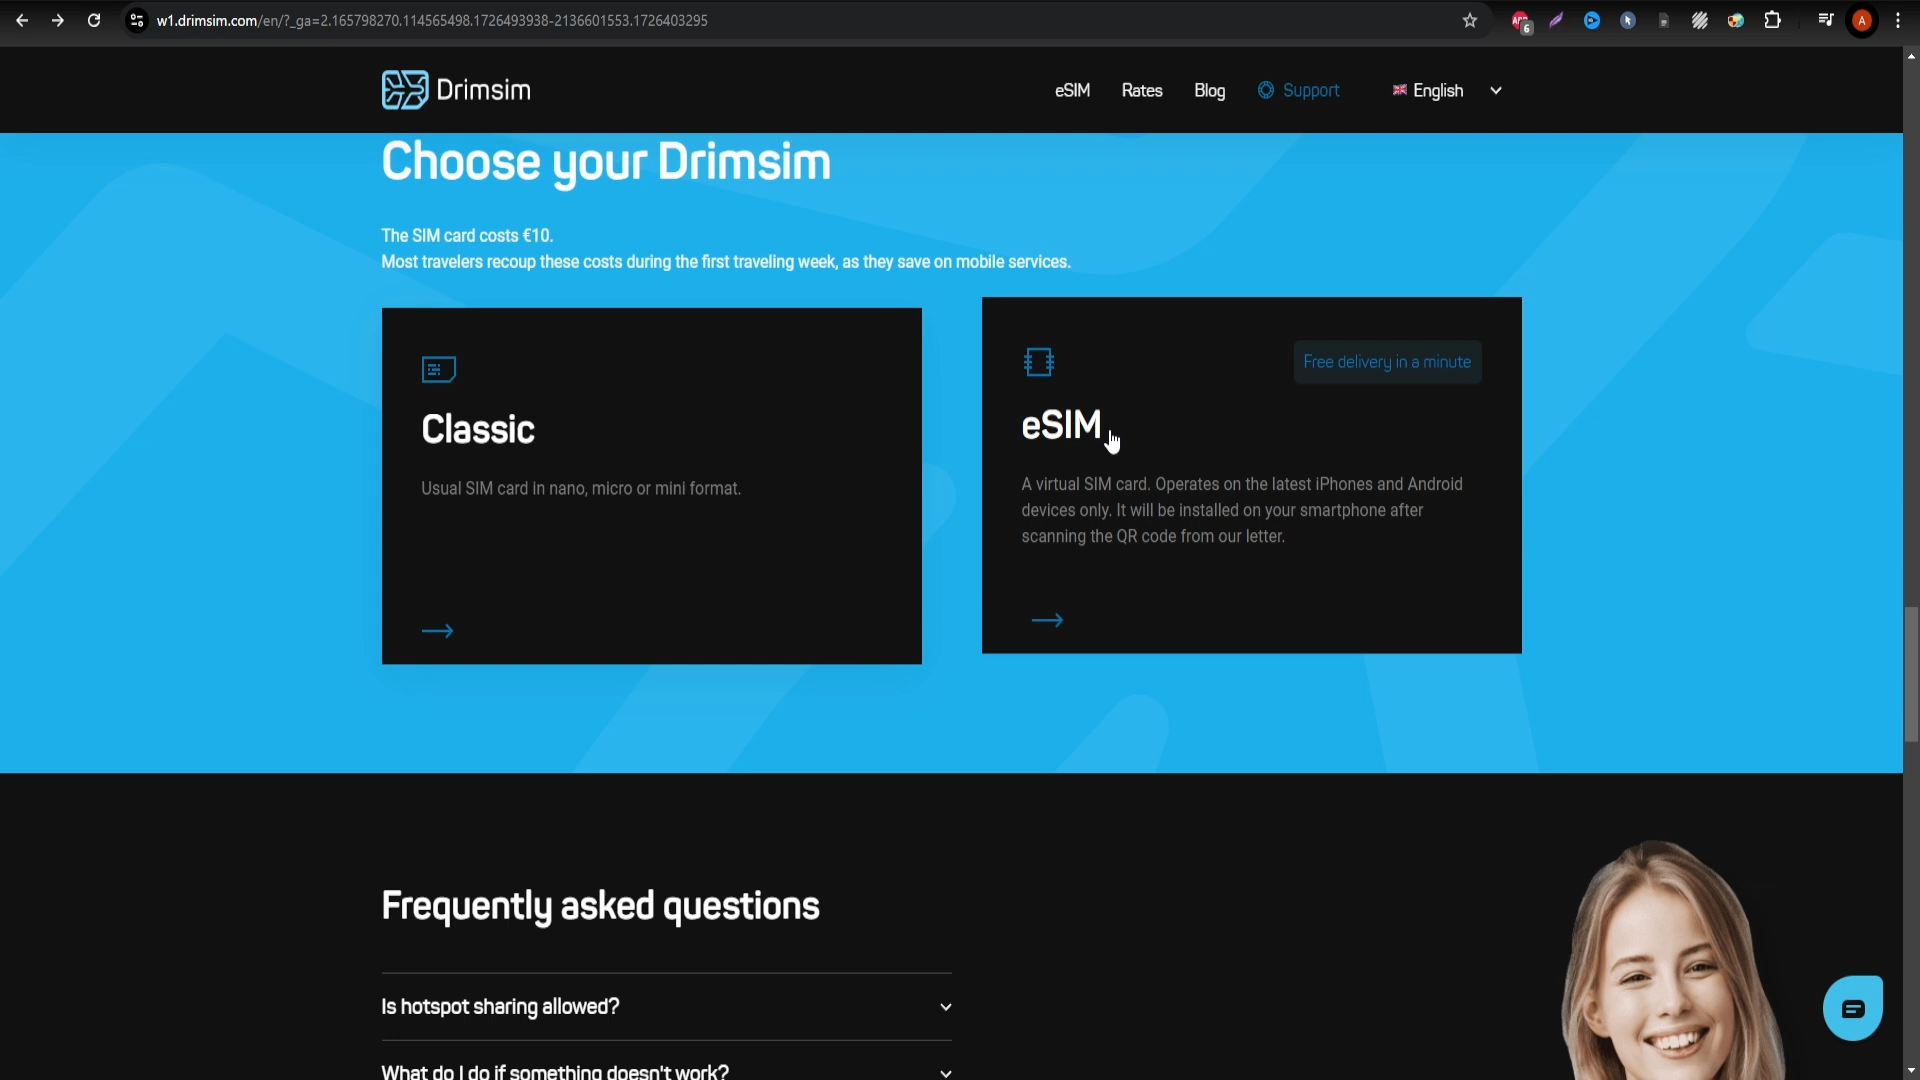 w1.drimsim.com/en/?_ga=2.165798270.114565498.1726493938-2136601553.1726403295
6
A
Drimsim
eSIM
Rates
Blog
Support
English
Choose your Drimsim
The SIM card costs €10.
Most travelers recoup these costs during the first traveling week, as they save on mobile services.
Classic
Usual SIM card in nano, micro or mini format.
Free delivery in a minute
eSIM
A virtual SIM card. Operates on the latest iPhones and Android
devices only. It will be installed on your smartphone after
scanning the QR code from our letter.
Frequently asked questions
Is hotspot sharing allowed?
What do I do if something doesn't work?